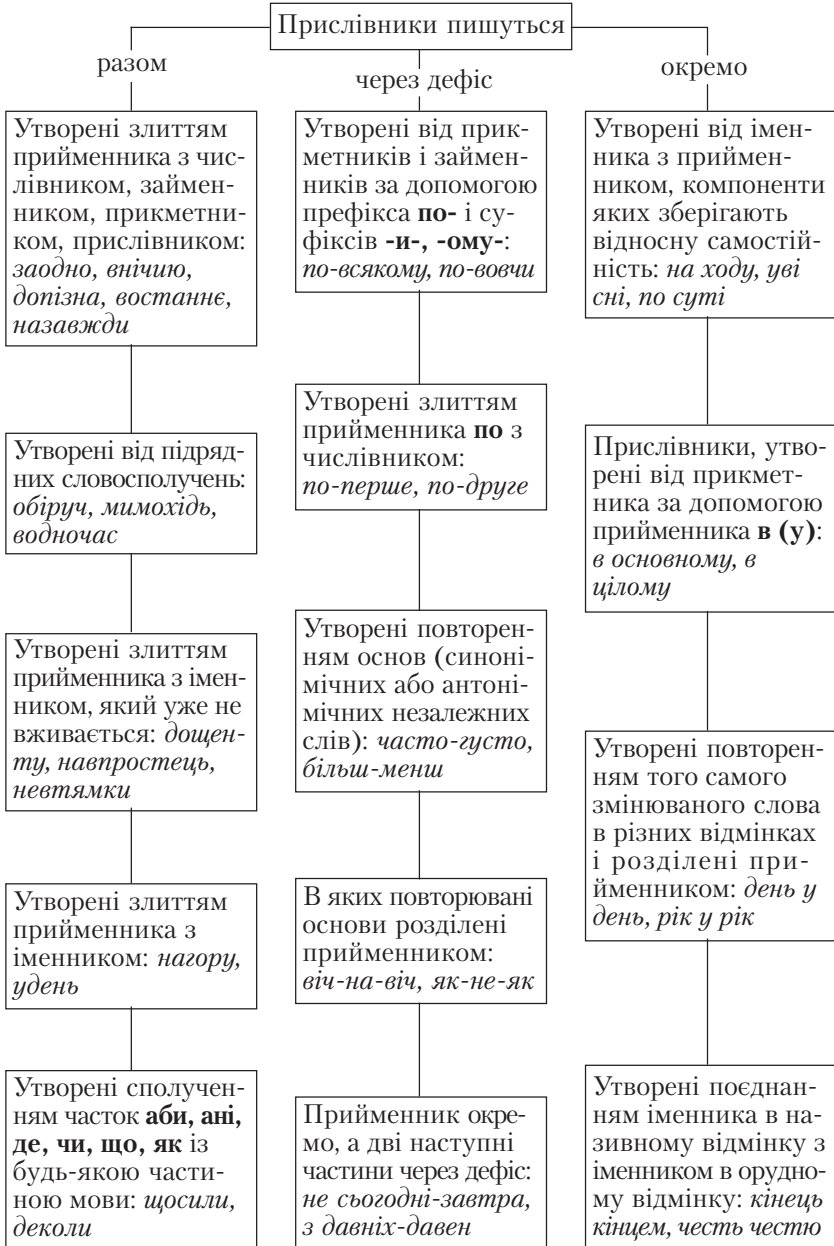 Прислівники пишуться
разом
Утворені злиттям
прийменника з чис-
лівником, займен-
ником, прикметни-
ком, прислівником:
заодно, внічию,
допізна, востаннє,
назавжди
Утворені від підряд-
них словосполучень:
обіруч, мимохідь,
водночас
Утворені злиттям
прийменника з імен-
ником, який уже не
вживається: дощен-
ту, навпростець,
невтямки
Утворені злиттям
прийменника з
іменником: нагору,
удень
Утворені сполучен-
ням часток аби, ані,
де, чи, що, як із
будь-якою части-
ною мови: щосили,
деколи
через дефіс
Утворені від прик-
метників і займен-
ників за допомогою
префікса по- і су-
фіксів -и-, -ому-:
по-всякому, по-вовчи
Утворені злиттям
прийменника по з
числівником:
по-перше, по-друге
Утворені повторен-
ням основ (синоні-
мічних або антоні-
мічних незалежних
слів): часто-густо,
більш-менш
В яких повторювані
основи розділені
прийменником:
віч-на-віч, як-не-як
Прийменник окре-
мо, а дві наступні
частини через дефіс:
не сьогодні-завтра,
з давніх-давен
окремо
Утворені від імен-
ника з приймен-
ником, компоненти
яких зберігають
відносну самостій-
ність: на ходу, уві
сні, по суті
Прислівники, утво-
рені від прикмет-
ника за допомогою
прийменника в (у):
в основному, в
цілому
Утворені повторен-
ням того самого
змінюваного слова
в різних відмінках
і розділені при-
йменником: день у
день, рік у рік
Утворені поєднан-
ням іменника в на-
зивному відмінку з
іменником в орудно-
му відмінку: кінець
кінцем, честь честю